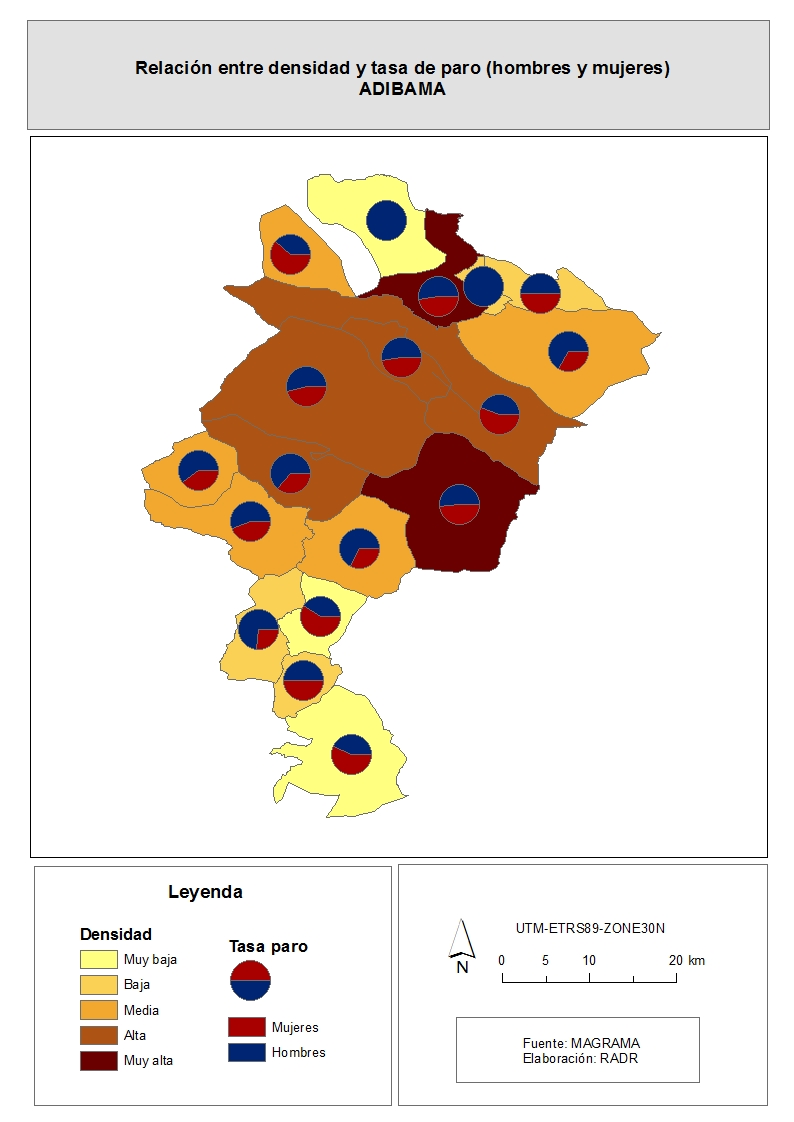 Relación entre densidad y tasa de paro (hombres y mujeres)
ADIBAMA
Leyenda
Densidad
Muy baja
Baja
Media
Alta
Muy alta
Tasa paro
Mujeres
Hombres
N
UTM-ETRS89-ZONE30N
0 5 10 20 km
Fuente: MAGRAMA
Elaboración: RADR